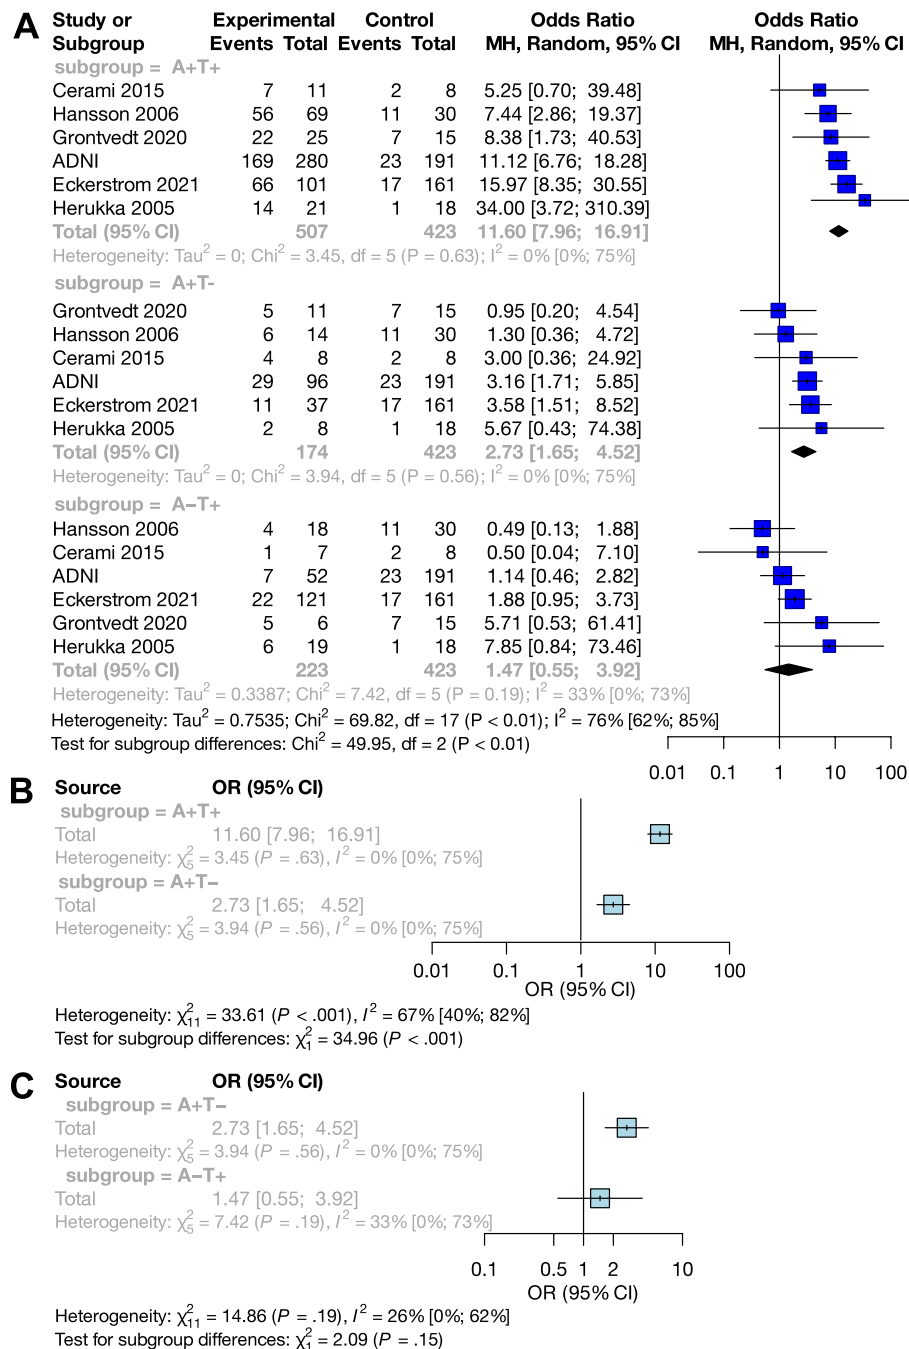 A Study or Experimental Control Odds Ratio Odds Ratio
Subgroup Events Total Events Total MH, Random, 95% CI MH, Random, 95% CI
subgroup = A+T+
Cerami 2015 7 11 2 8 5.25 [0.70; 39.48]
Hansson 2006 56 69 11 30 7.44 [2.86; 19.37]
Grontvedt 2020 22 25 7 15 8.38 [1.73; 40.53]
ADNI 169 280 23 191 11.12 [6.76; 18.28]
Eckerstrom 2021 66 101 17 161 15.97 [8.35; 30.55]
Herukka 2005 14 21 1 18 34.00 [3.72; 310.39]
Total (95% CI) 507 423 11.60 [7.96; 16.91]
Heterogeneity: Tau² = 0; Chi² = 3.45, df = 5 (P = 0.63); I² = 0% [0%; 75%]
subgroup = A+T-
Grontvedt 2020 5 11 7 15 0.95 [0.20; 4.54]
Hansson 2006 6 14 11 30 1.30 [0.36; 4.72]
Cerami 2015 4 8 2 8 3.00 [0.36; 24.92]
ADNI 29 96 23 191 3.16 [1.71; 5.85]
Eckerstrom 2021 11 37 17 161 3.58 [1.51; 8.52]
Herukka 2005 2 8 1 18 5.67 [0.43; 74.38]
Total (95% CI) 174 423 2.73 [1.65; 4.52]
Heterogeneity: Tau² = 0; Chi² = 3.94, df = 5 (P = 0.56); I² = 0% [0%; 75%]
subgroup = A−T+
Hansson 2006 4 18 11 30 0.49 [0.13; 1.88]
Cerami 2015 1 7 2 8 0.50 [0.04; 7.10]
ADNI 7 52 23 191 1.14 [0.46; 2.82]
Eckerstrom 2021 22 121 17 161 1.88 [0.95; 3.73]
Grontvedt 2020 5 6 7 15 5.71 [0.53; 61.41]
Herukka 2005 6 19 1 18 7.85 [0.84; 73.46]
Total (95% CI) 223 423 1.47 [0.55; 3.92]
Heterogeneity: Tau² = 0.3387; Chi² = 7.42, df = 5 (P = 0.19); I² = 33% [0%; 73%]
Heterogeneity: Tau² = 0.7535; Chi² = 69.82, df = 17 (P < 0.01); I² = 76% [62%; 85%]
Test for subgroup differences: Chi² = 49.95, df = 2 (P < 0.01)
0.01 0.1 1 10 100
B Source OR (95% CI)
subgroup = A+T+
Total 11.60 [7.96; 16.91]
Heterogeneity: χ²₅ = 3.45 (P = .63), I² = 0% [0%; 75%]
subgroup = A+T−
Total 2.73 [1.65; 4.52]
Heterogeneity: χ²₅ = 3.94 (P = .56), I² = 0% [0%; 75%]
0.01 0.1 1 10 100
OR (95% CI)
Heterogeneity: χ²₁₁ = 33.61 (P < .001), I² = 67% [40%; 82%]
Test for subgroup differences: χ²₁ = 34.96 (P < .001)
C Source OR (95% CI)
subgroup = A+T−
Total 2.73 [1.65; 4.52]
Heterogeneity: χ²₅ = 3.94 (P = .56), I² = 0% [0%; 75%]
subgroup = A−T+
Total 1.47 [0.55; 3.92]
Heterogeneity: χ²₅ = 7.42 (P = .19), I² = 33% [0%; 73%]
0.1 0.5 1 2 10
OR (95% CI)
Heterogeneity: χ²₁₁ = 14.86 (P = .19), I² = 26% [0%; 62%]
Test for subgroup differences: χ²₁ = 2.09 (P = .15)